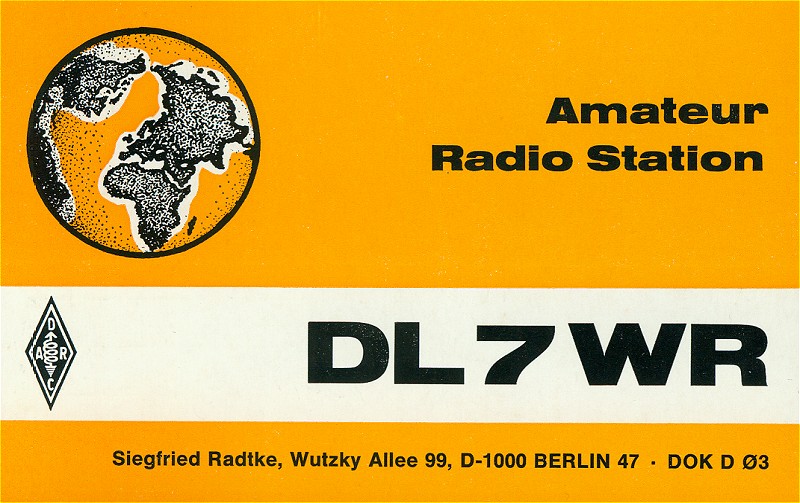 Amateur
Radio Station
DL7WR
D
A R
C
Siegfried Radtke, Wutzky Allee 99, D-1000 BERLIN 47 · DOK D Ø3